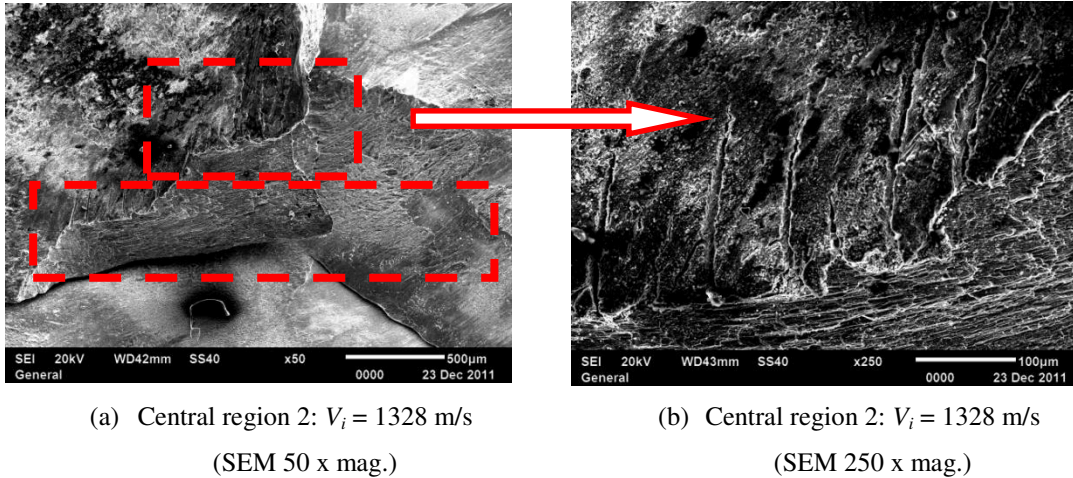 SEI 20kV WD42mm SS40 x50 500µm
General 0000 23 Dec 2011
SEI 20kV WD43mm SS40 x250 100µm
General 0000 23 Dec 2011
(a) Central region 2: Vi = 1328 m/s
(SEM 50 x mag.)
(b) Central region 2: Vi = 1328 m/s
(SEM 250 x mag.)